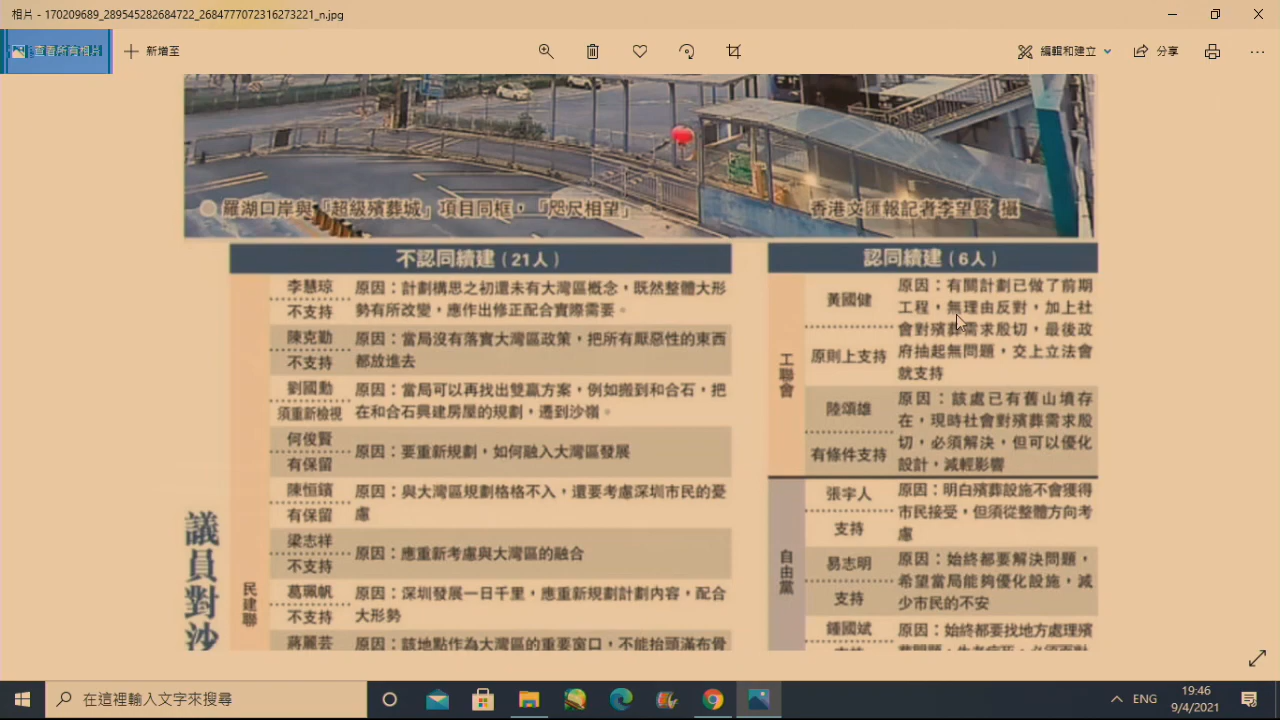 相片 - 170209689_289545282684722_2684777072316273221_n.jpg
查看所有相片
新增至
編輯和建立
分享
羅湖口岸與「超級殯葬城」項目同框，「咫尺相望」
香港文匯報記者李望賢 攝
議員對沙
不認同續建（21人）
民建聯
李慧琼
不支持
原因：計劃構思之初還未有大灣區概念，既然整體大形
勢有所改變，應作出修正配合實際需要。
陳克勤
不支持
原因：當局沒有落實大灣區政策，把所有厭惡性的東西
都放進去
劉國勳
須重新檢視
原因：當局可以再找出雙贏方案，例如搬到和合石，把
在和合石興建房屋的規劃，遷到沙嶺。
何俊賢
有保留
原因：要重新規劃，如何融入大灣區發展
陳恒鑌
有保留
原因：與大灣區規劃格格不入，還要考慮深圳市民的憂
慮
梁志祥
不支持
原因：應重新考慮與大灣區的融合
葛珮帆
不支持
原因：深圳發展一日千里，應重新規劃計劃內容，配合
大形勢
蔣麗芸
原因：該地點作為大灣區的重要窗口，不能抬頭滿布骨
認同續建（6人）
工聯會
黃國健
原則上支持
原因：有關計劃已做了前期
工程，無理由反對，加上社
會對殯葬需求殷切，最後政
府抽起無問題，交上立法會
就支持
陸頌雄
有條件支持
原因：該處已有舊山墳存
在，現時社會對殯葬需求殷
切，必須解決，但可以優化
設計，減輕影響
自由黨
張宇人
支持
原因：明白殯葬設施不會獲得
市民接受，但須從整體方向考
慮
易志明
支持
原因：始終都要解決問題，
希望當局能夠優化設施，減
少市民的不安
鍾國斌
原因：始終都要找地方處理殯
在這裡輸入文字來搜尋
ENG
19:46
9/4/2021